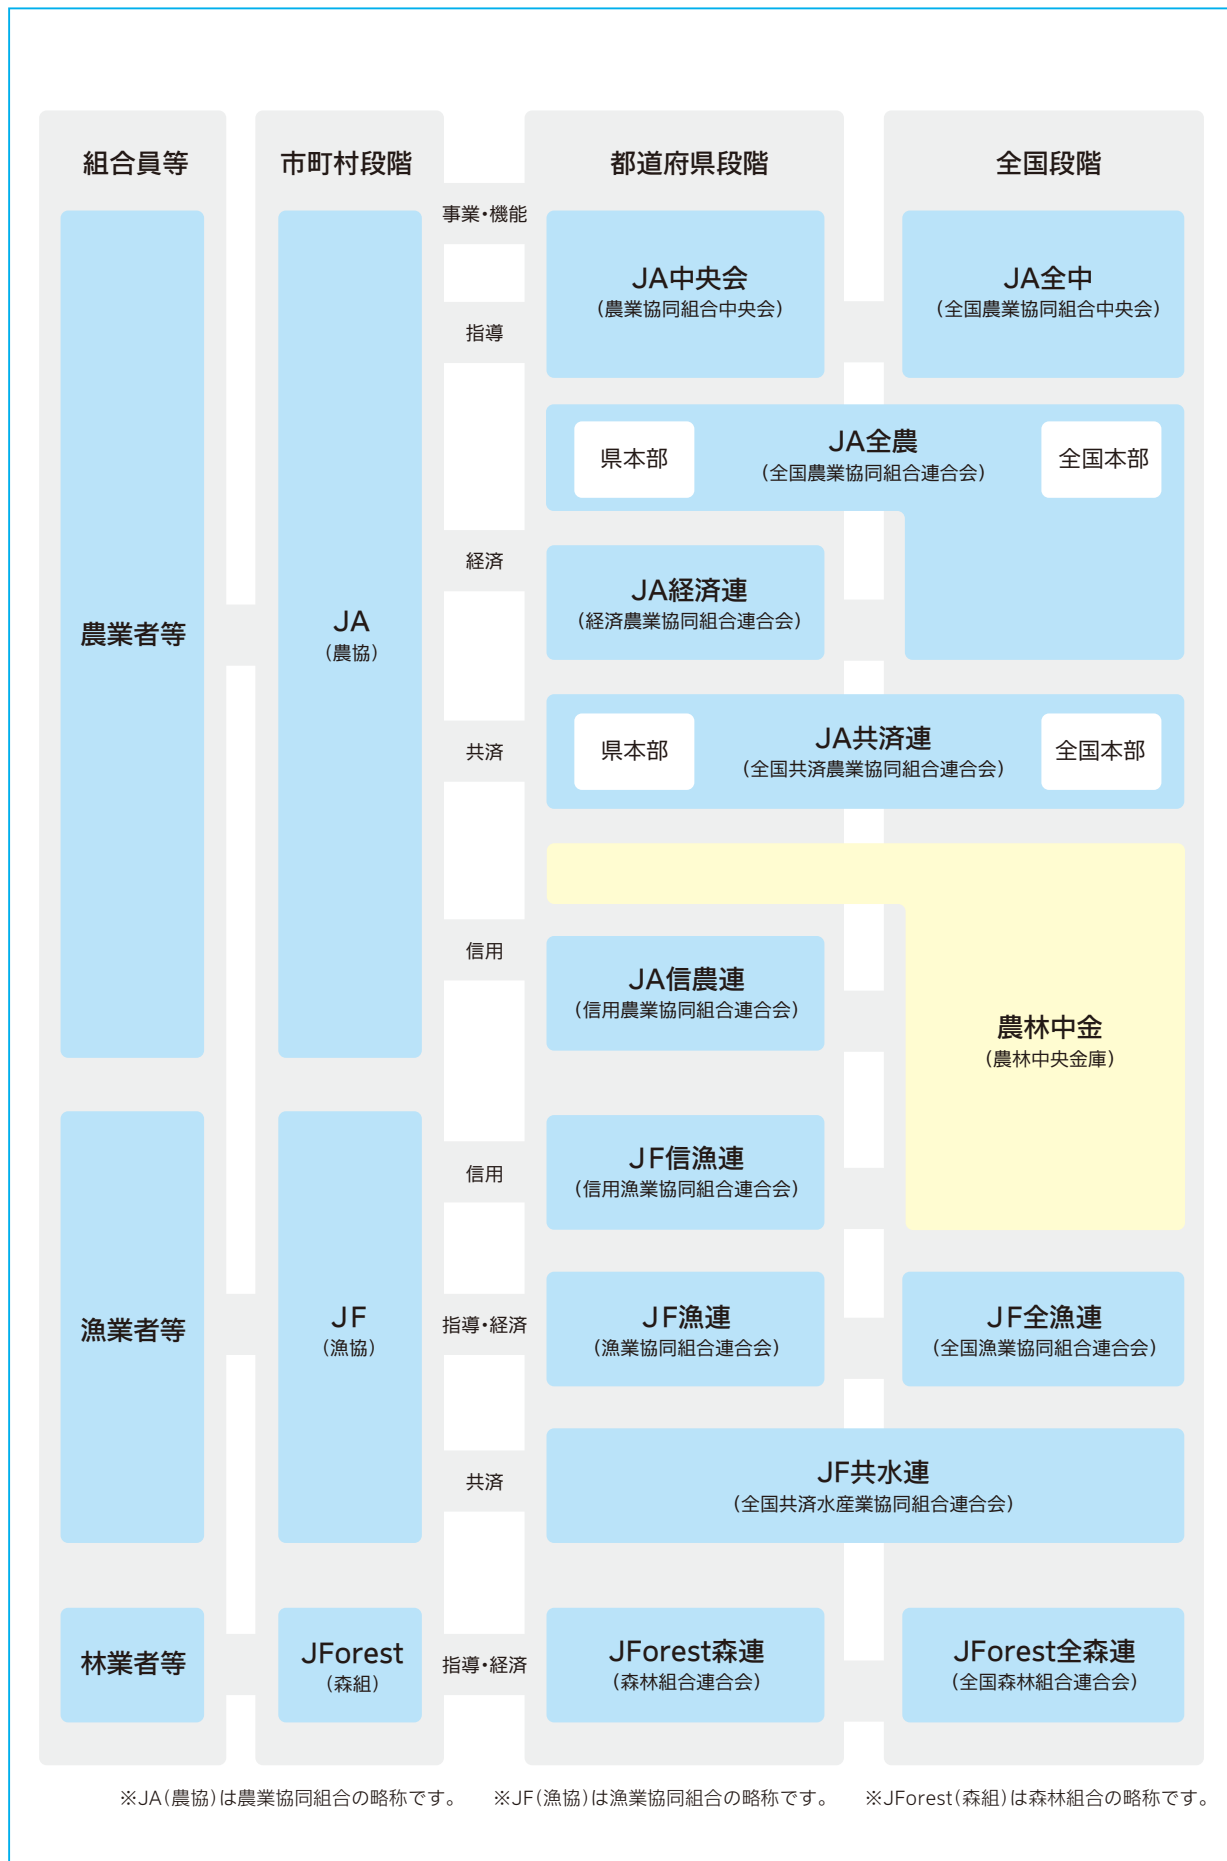 組合員等
市町村段階
都道府県段階
全国段階
事業・機能
農業者等
JA
(農協)
指導
JA中央会
(農業協同組合中央会)
JA全中
(全国農業協同組合中央会)
経済
県本部
JA全農
(全国農業協同組合連合会)
全国本部
JA経済連
(経済農業協同組合連合会)
共済
県本部
JA共済連
(全国共済農業協同組合連合会)
全国本部
信用
JA信農連
(信用農業協同組合連合会)
農林中金
(農林中央金庫)
漁業者等
JF
(漁協)
信用
JF信漁連
(信用漁業協同組合連合会)
指導・経済
JF漁連
(漁業協同組合連合会)
JF全漁連
(全国漁業協同組合連合会)
共済
JF共水連
(全国共済水産業協同組合連合会)
林業者等
JForest
(森組)
指導・経済
JForest森連
(森林組合連合会)
JForest全森連
(全国森林組合連合会)
※JA(農協)は農業協同組合の略称です。 ※JF(漁協)は漁業協同組合の略称です。 ※JForest(森組)は森林組合の略称です。